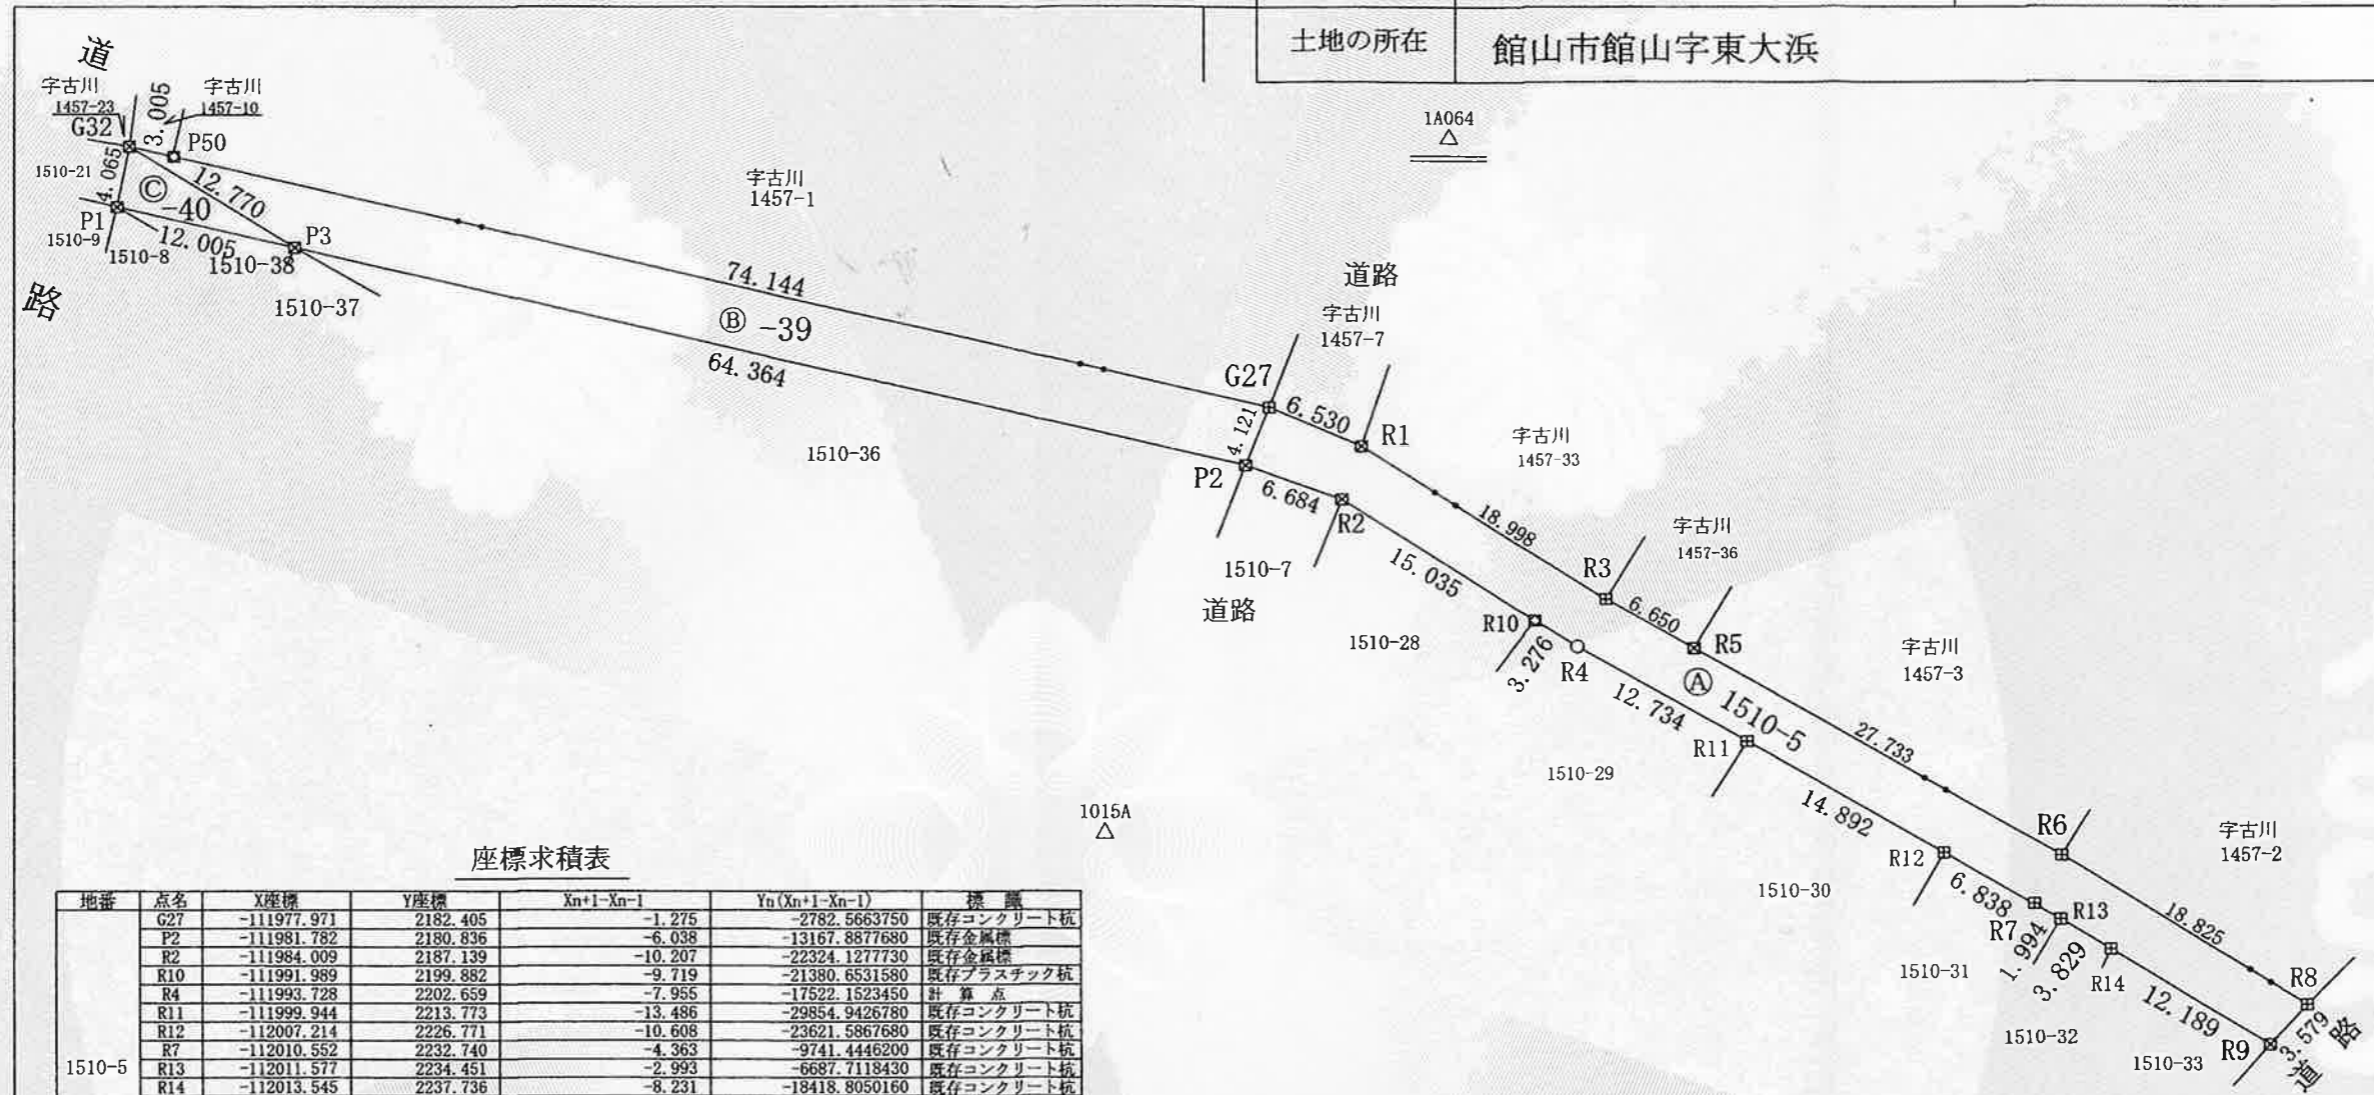 土地の所在 館山市館山字東大浜
道
字古川
1457-23
3.005
字古川
1457-10
G32
P50
1510-21
4.065
Ⓒ -40
12.770
P1
1510-9
12.005
1510-8
1510-38
P3
1510-37
路
字古川
1457-1
74.144
Ⓑ -39
64.364
1510-36
1A064
道路
字古川
1457-7
G27
4.121
6.530
R1
P2
6.684
R2
1510-7
道路
字古川
1457-33
18.998
15.035
R3
字古川
1457-36
6.650
R10
3.276
R4
1510-28
R5
Ⓐ 1510-5
12.734
R11
字古川
1457-3
27.733
1510-29
14.892
R6
R12
1510-30
6.838
R7
R13
1.994
3.829
R14
1510-31
字古川
1457-2
18.825
12.189
R8
3.579
R9
1510-32
1510-33
道路
1015A
座標求積表
地番 点名 X座標 Y座標 Xn+1-Xn-1 Yn(Xn+1-Xn-1) 標識
G27 -111977.971 2182.405 -1.275 -2782.5663750 既存コンクリート杭
P2 -111981.782 2180.836 -6.038 -13167.8877680 既存金属標
R2 -111984.009 2187.139 -10.207 -22324.1277730 既存金属標
R10 -111991.989 2199.882 -9.719 -21380.6531580 既存プラスチック杭
R4 -111993.728 2202.659 -7.955 -17522.1523450 計算点
R11 -111999.944 2213.773 -13.486 -29854.9426780 既存コンクリート杭
R12 -112007.214 2226.771 -10.608 -23621.5867680 既存コンクリート杭
R7 -112010.552 2232.740 -4.363 -9741.4446200 既存コンクリート杭
1510-5 R13 -112011.577 2234.451 -2.993 -6687.7118430 既存コンクリート杭
R14 -112013.545 2237.736 -8.231 -18418.8050160 既存コンクリート杭